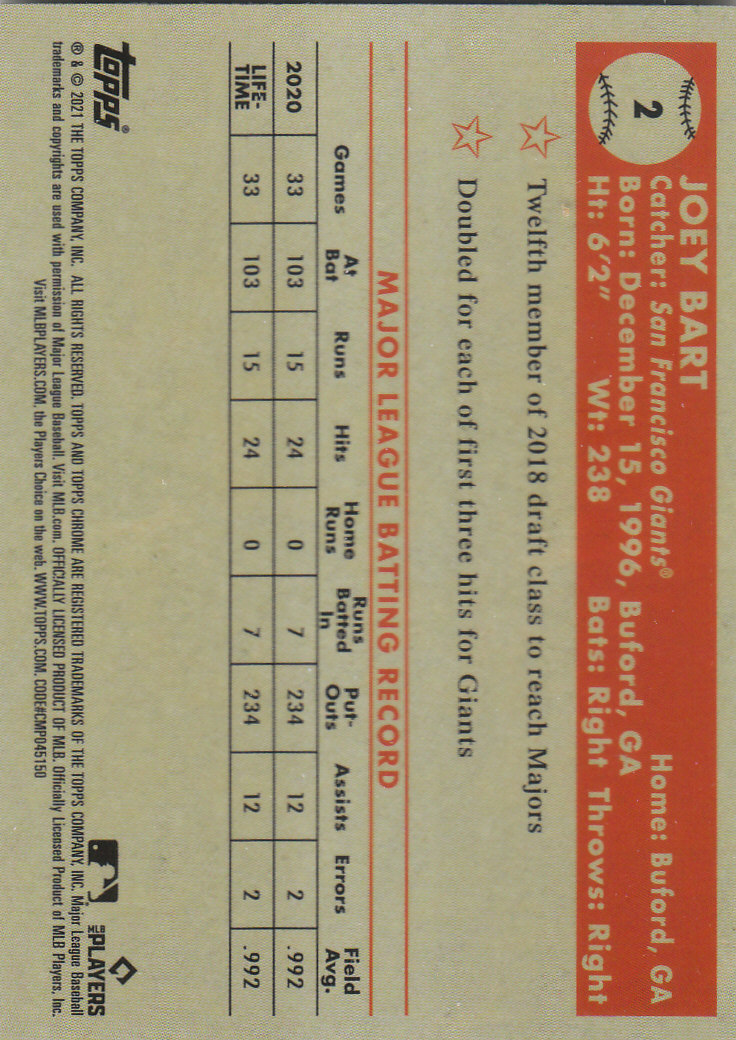 2
JOEY BART
Catcher: San Francisco Giants® Home: Buford, GA
Born: December 15, 1996, Buford, GA
Ht: 6'2" Wt: 238 Bats: Right Throws: Right
Twelfth member of 2018 draft class to reach Majors
Doubled for each of first three hits for Giants
MAJOR LEAGUE BATTING RECORD
Games At Bat Runs Hits Home Runs Runs Batted In Put-Outs Assists Errors Field Avg.
2020 33 103 15 24 0 7 234 12 2 .992
LIFE-TIME 33 103 15 24 0 7 234 12 2 .992
topps®
MLB PLAYERS
® & © 2021 THE TOPPS COMPANY, INC. ALL RIGHTS RESERVED. TOPPS AND TOPPS CHROME ARE REGISTERED TRADEMARKS OF THE TOPPS COMPANY, INC. Major League Baseball
trademarks and copyrights are used with permission of Major League Baseball. Visit MLB.com. OFFICIALLY LICENSED PRODUCT OF MLB. Officially Licensed Product of MLB Players, Inc.
Visit MLBPLAYERS.COM, the Players Choice on the web. WWW.TOPPS.COM. CODE#CMP045150